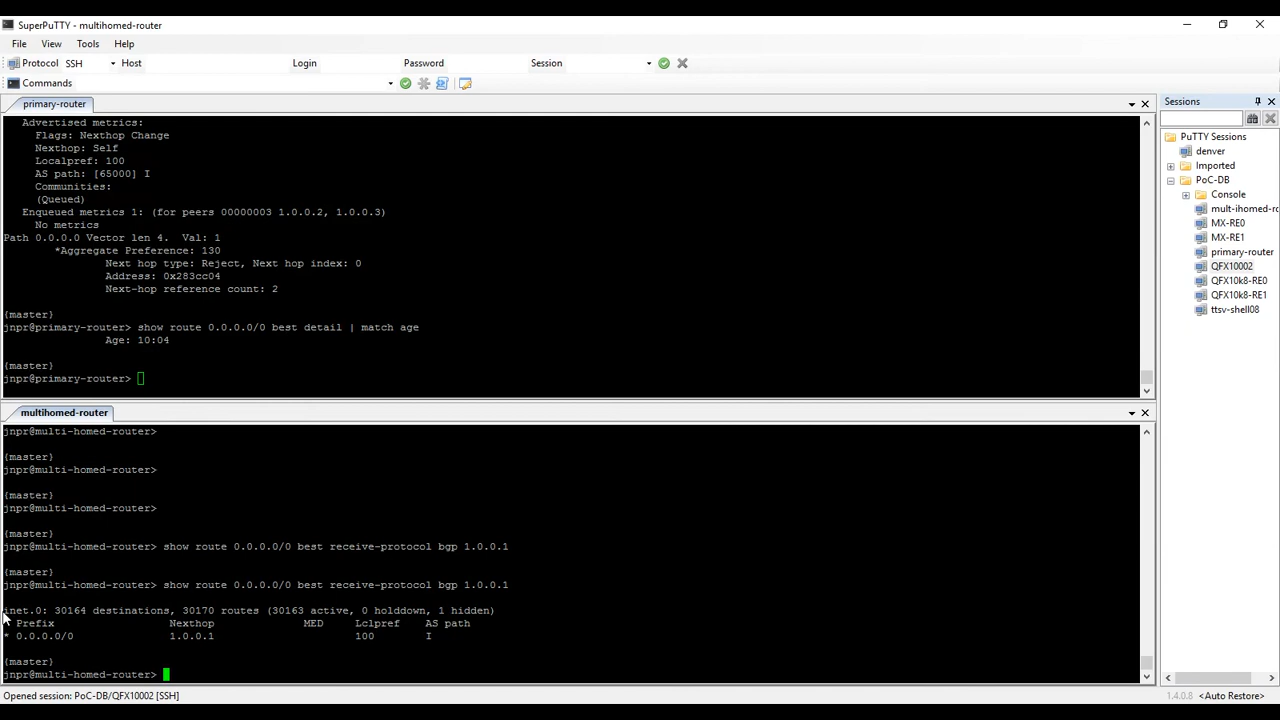 SuperPuTTY - multihomed-router
File View Tools Help
Protocol SSH Host Login Password Session
Commands
primary-router
Advertised metrics:
Flags: Nexthop Change
Nexthop: Self
Localpref: 100
AS path: [65000] I
Communities:
(Queued)
Enqueued metrics 1: (for peers 00000003 1.0.0.2, 1.0.0.3)
No metrics
Path 0.0.0.0 Vector len 4. Val: 1
*Aggregate Preference: 130
Next hop type: Reject, Next hop index: 0
Address: 0x283cc04
Next-hop reference count: 2
{master}
jnpr@primary-router> show route 0.0.0.0/0 best detail | match age
Age: 10:04
{master}
jnpr@primary-router>
multihomed-router
jnpr@multi-homed-router>
{master}
jnpr@multi-homed-router>
{master}
jnpr@multi-homed-router>
{master}
jnpr@multi-homed-router> show route 0.0.0.0/0 best receive-protocol bgp 1.0.0.1
{master}
jnpr@multi-homed-router> show route 0.0.0.0/0 best receive-protocol bgp 1.0.0.1
inet.0: 30164 destinations, 30170 routes (30163 active, 0 holddown, 1 hidden)
Prefix Nexthop MED Lclpref AS path
* 0.0.0.0/0 1.0.0.1 100 I
{master}
jnpr@multi-homed-router>
Sessions
PuTTY Sessions
denver
Imported
PoC-DB
Console
mult-ihomed-ro
MX-RE0
MX-RE1
primary-router
QFX10002
QFX10k8-RE0
QFX10k8-RE1
ttsv-shell08
Opened session: PoC-DB/QFX10002 [SSH]
1.4.0.8 <Auto Restore>